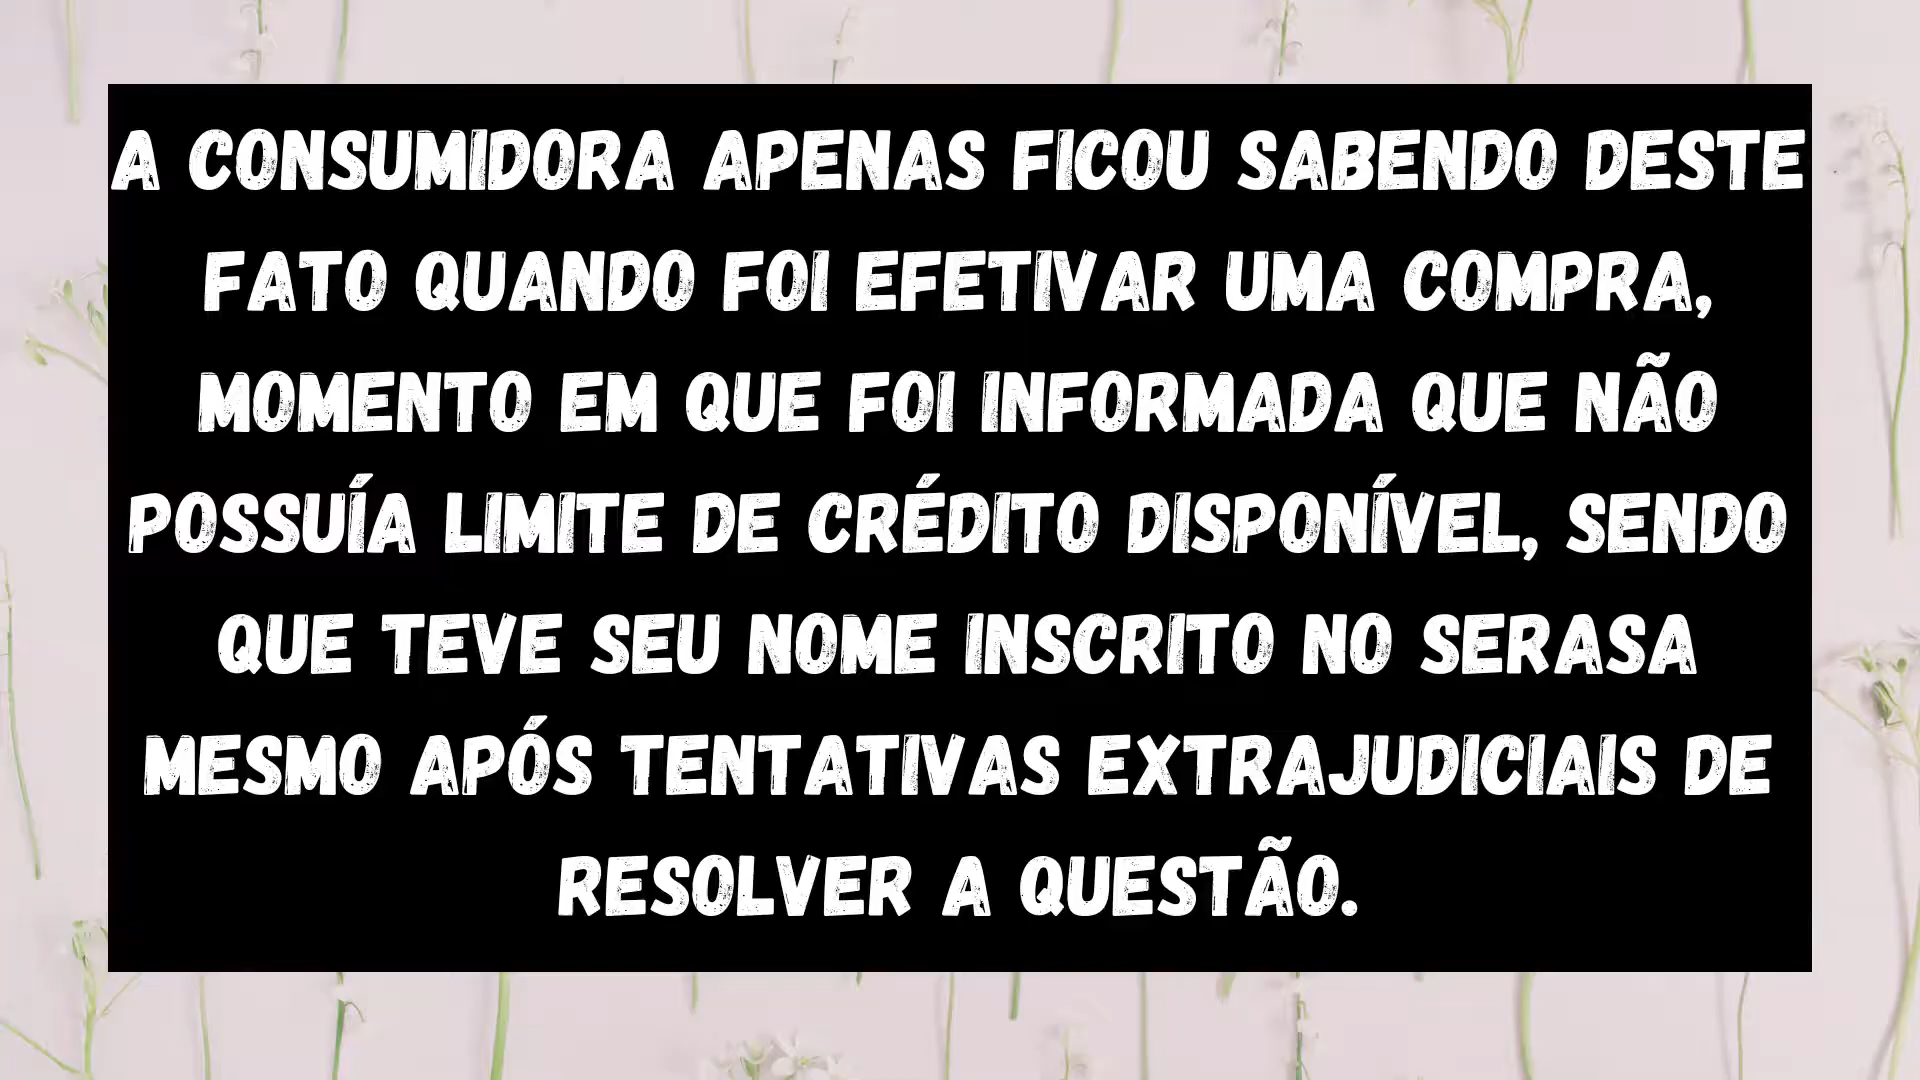 A CONSUMIDORA APENAS FICOU SABENDO DESTE
FATO QUANDO FOI EFETIVAR UMA COMPRA,
MOMENTO EM QUE FOI INFORMADA QUE NÃO
POSSUÍA LIMITE DE CRÉDITO DISPONÍVEL, SENDO
QUE TEVE SEU NOME INSCRITO NO SERASA
MESMO APÓS TENTATIVAS EXTRAJUDICIAIS DE
RESOLVER A QUESTÃO.